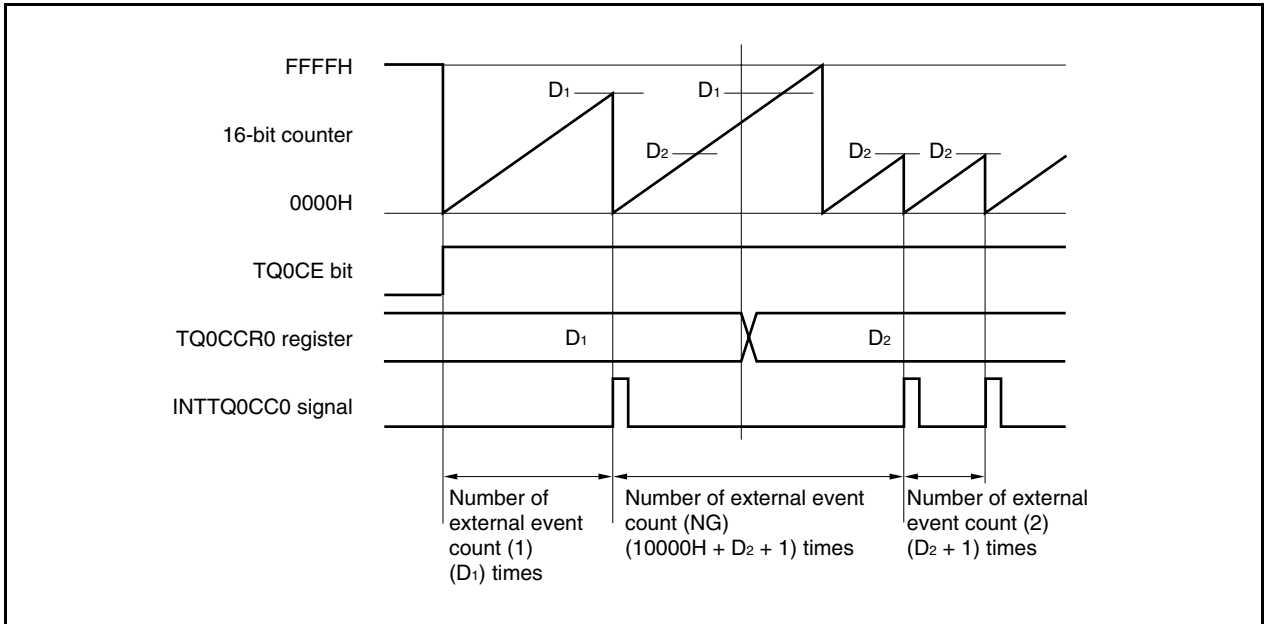 FFFFH
16-bit counter
0000H
D1
D2
D1
D2
D2
TQ0CE bit
TQ0CCR0 register
D1
D2
INTTQ0CC0 signal
Number of
external event
count (1)
(D1) times
Number of external event
count (NG)
(10000H + D2 + 1) times
Number of external
event count (2)
(D2 + 1) times